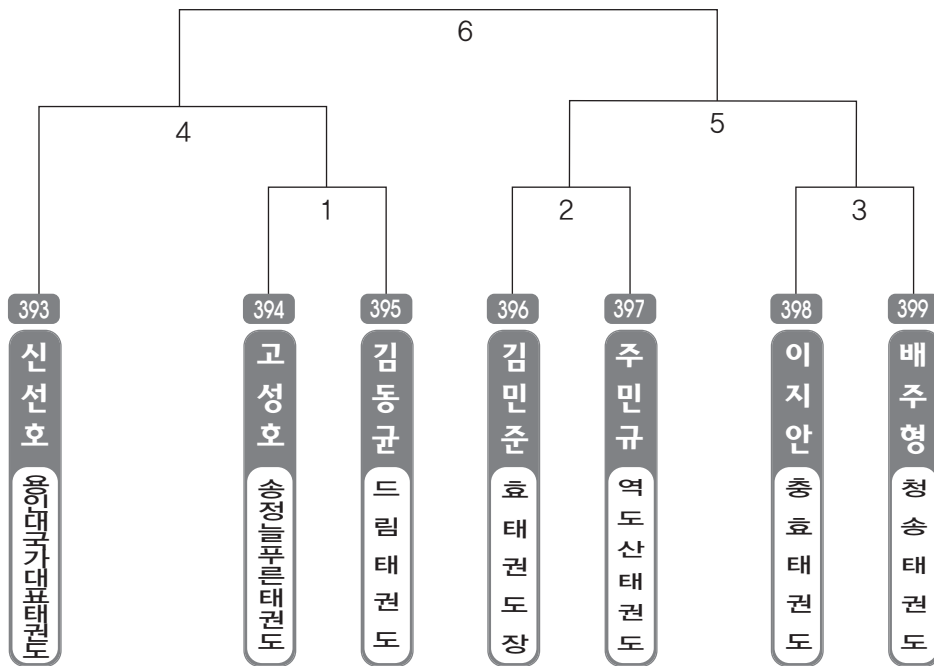 6
4
5
1
2
3
393
394
395
396
397
398
399
신선호
고성호
김동균
김민준
주민규
이지안
배주형
용인대국가대표태권도
송정늘푸른태권도
드림태권도
효태권도장
역도산태권도
충효태권도
청송태권도